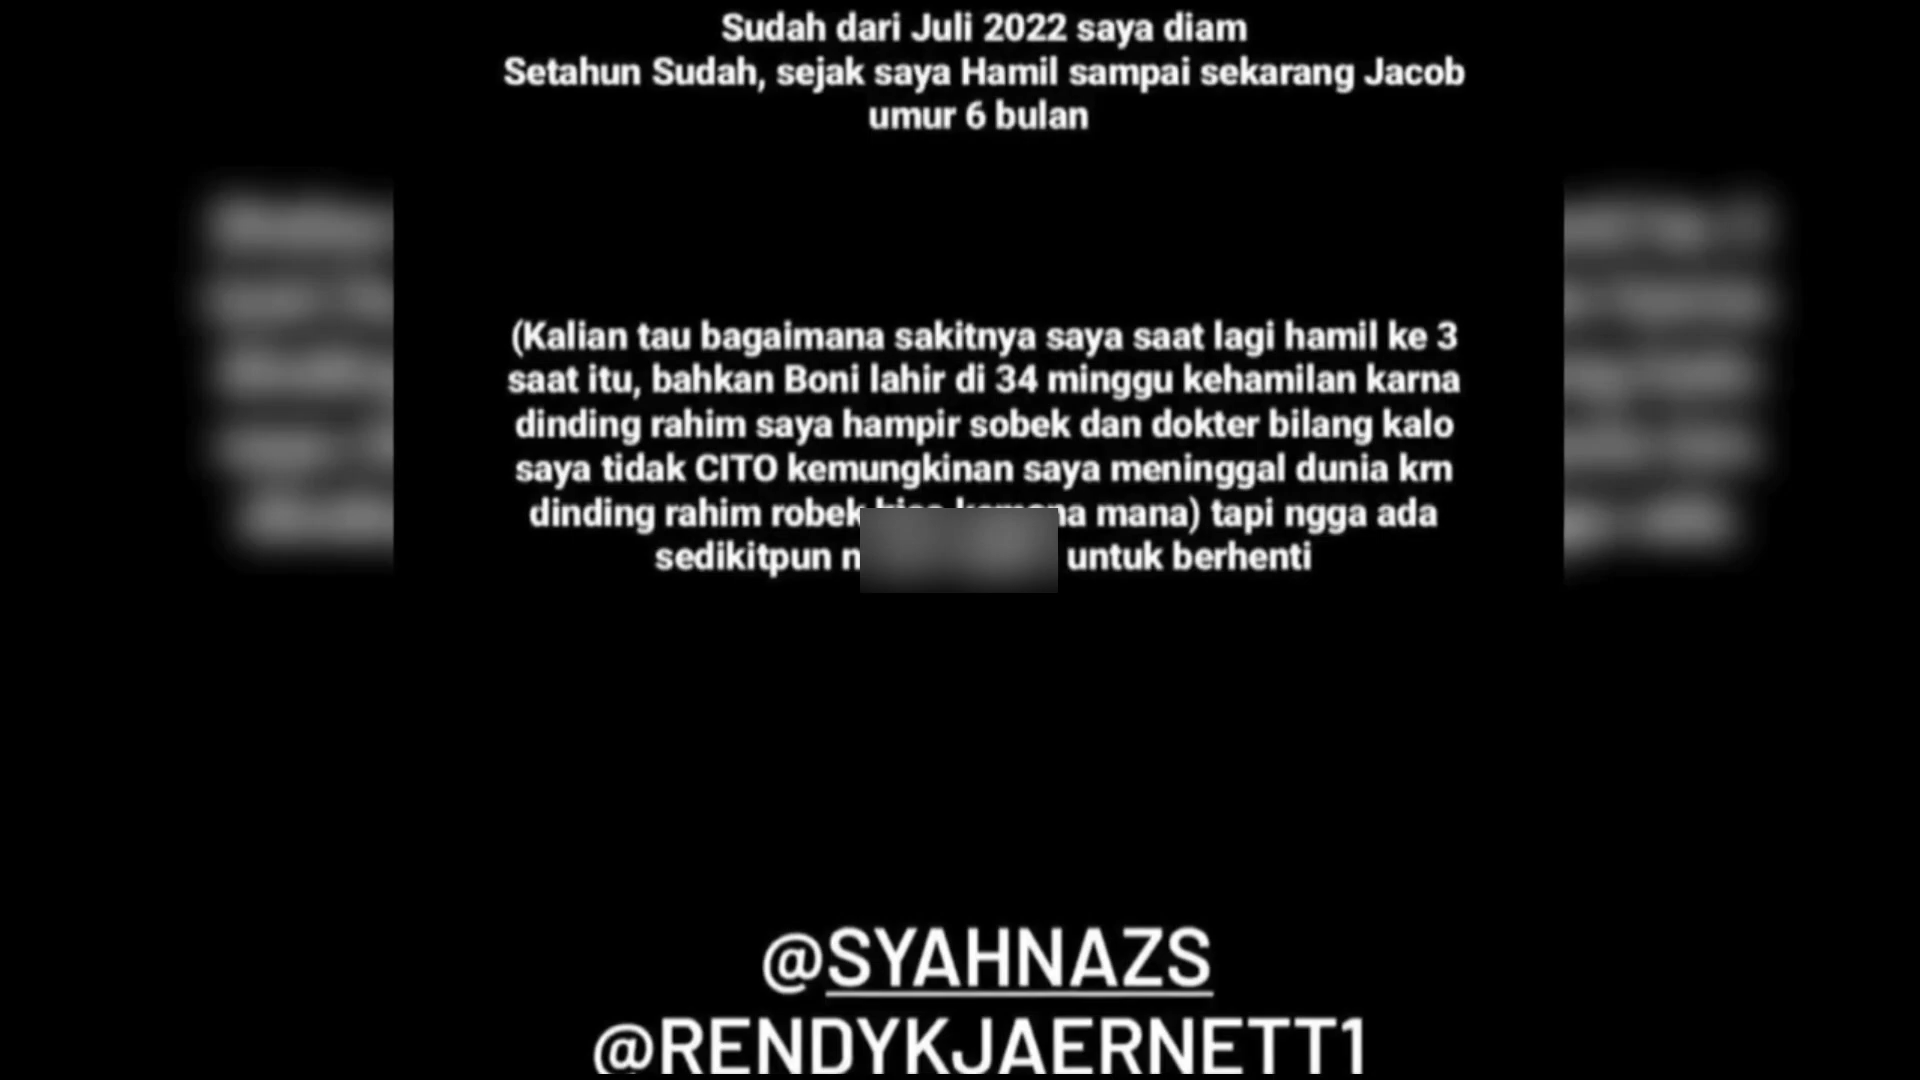 Sudah dari Juli 2022 saya diam
Setahun Sudah, sejak saya Hamil sampai sekarang Jacob
umur 6 bulan
(Kalian tau bagaimana sakitnya saya saat lagi hamil ke 3
saat itu, bahkan Boni lahir di 34 minggu kehamilan karna
dinding rahim saya hampir sobek dan dokter bilang kalo
saya tidak CITO kemungkinan saya meninggal dunia krn
dinding rahim robek mana) tapi ngga ada
sedikitpun untuk berhenti
@SYAHNAZS
@RENDYKJAERNETT1